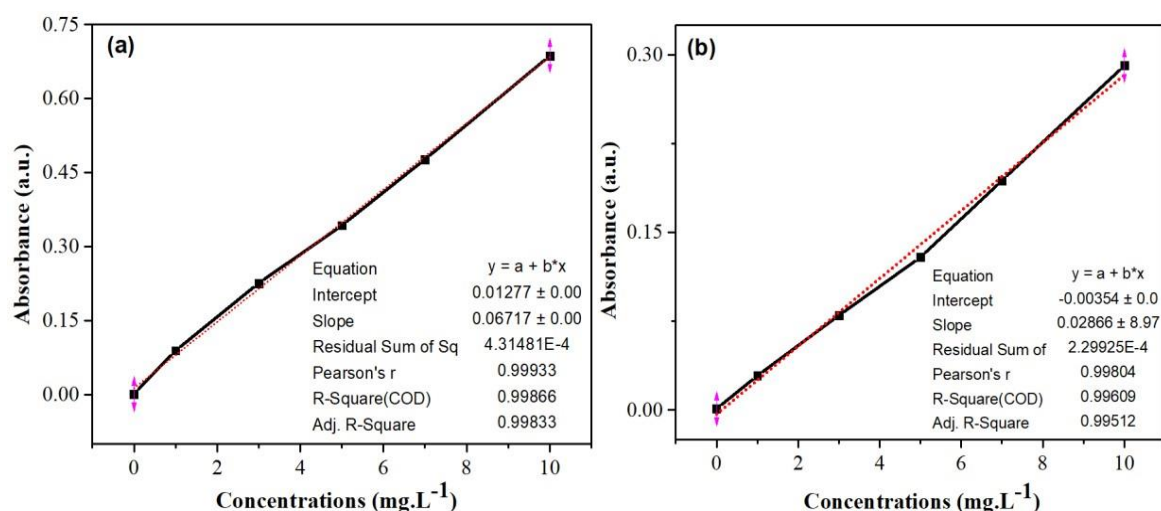 (a)
Absorbance (a.u.)
0.75
0.60
0.45
0.30
0.15
0.00
Equation y = a + b*x
Intercept 0.01277 ± 0.00
Slope 0.06717 ± 0.00
Residual Sum of Sq 4.31481E-4
Pearson's r 0.99933
R-Square(COD) 0.99866
Adj. R-Square 0.99833
0 2 4 6 8 10
Concentrations (mg.L⁻¹)
(b)
Absorbance (a.u.)
0.30
0.15
0.00
Equation y = a + b*x
Intercept -0.00354 ± 0.0
Slope 0.02866 ± 8.97
Residual Sum of 2.29925E-4
Pearson's r 0.99804
R-Square(COD) 0.99609
Adj. R-Square 0.99512
0 2 4 6 8 10
Concentrations (mg.L⁻¹)